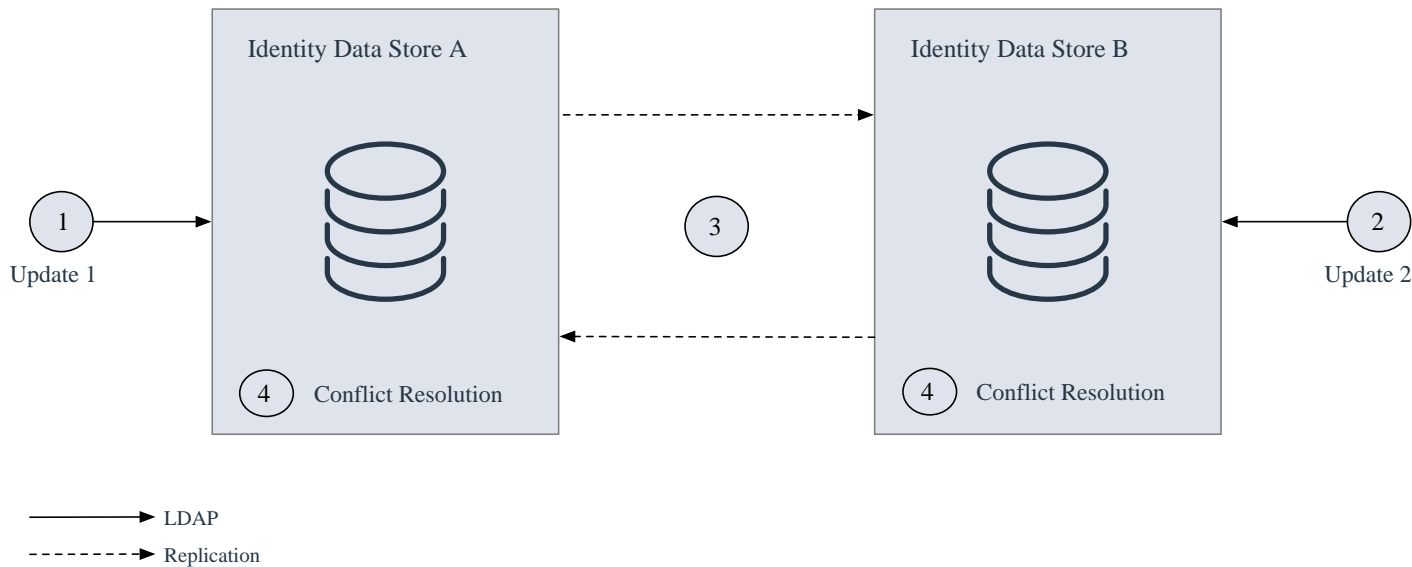 Identity Data Store A
Identity Data Store B
1
Update 1
3
2
Update 2
4 Conflict Resolution
4 Conflict Resolution
LDAP
Replication